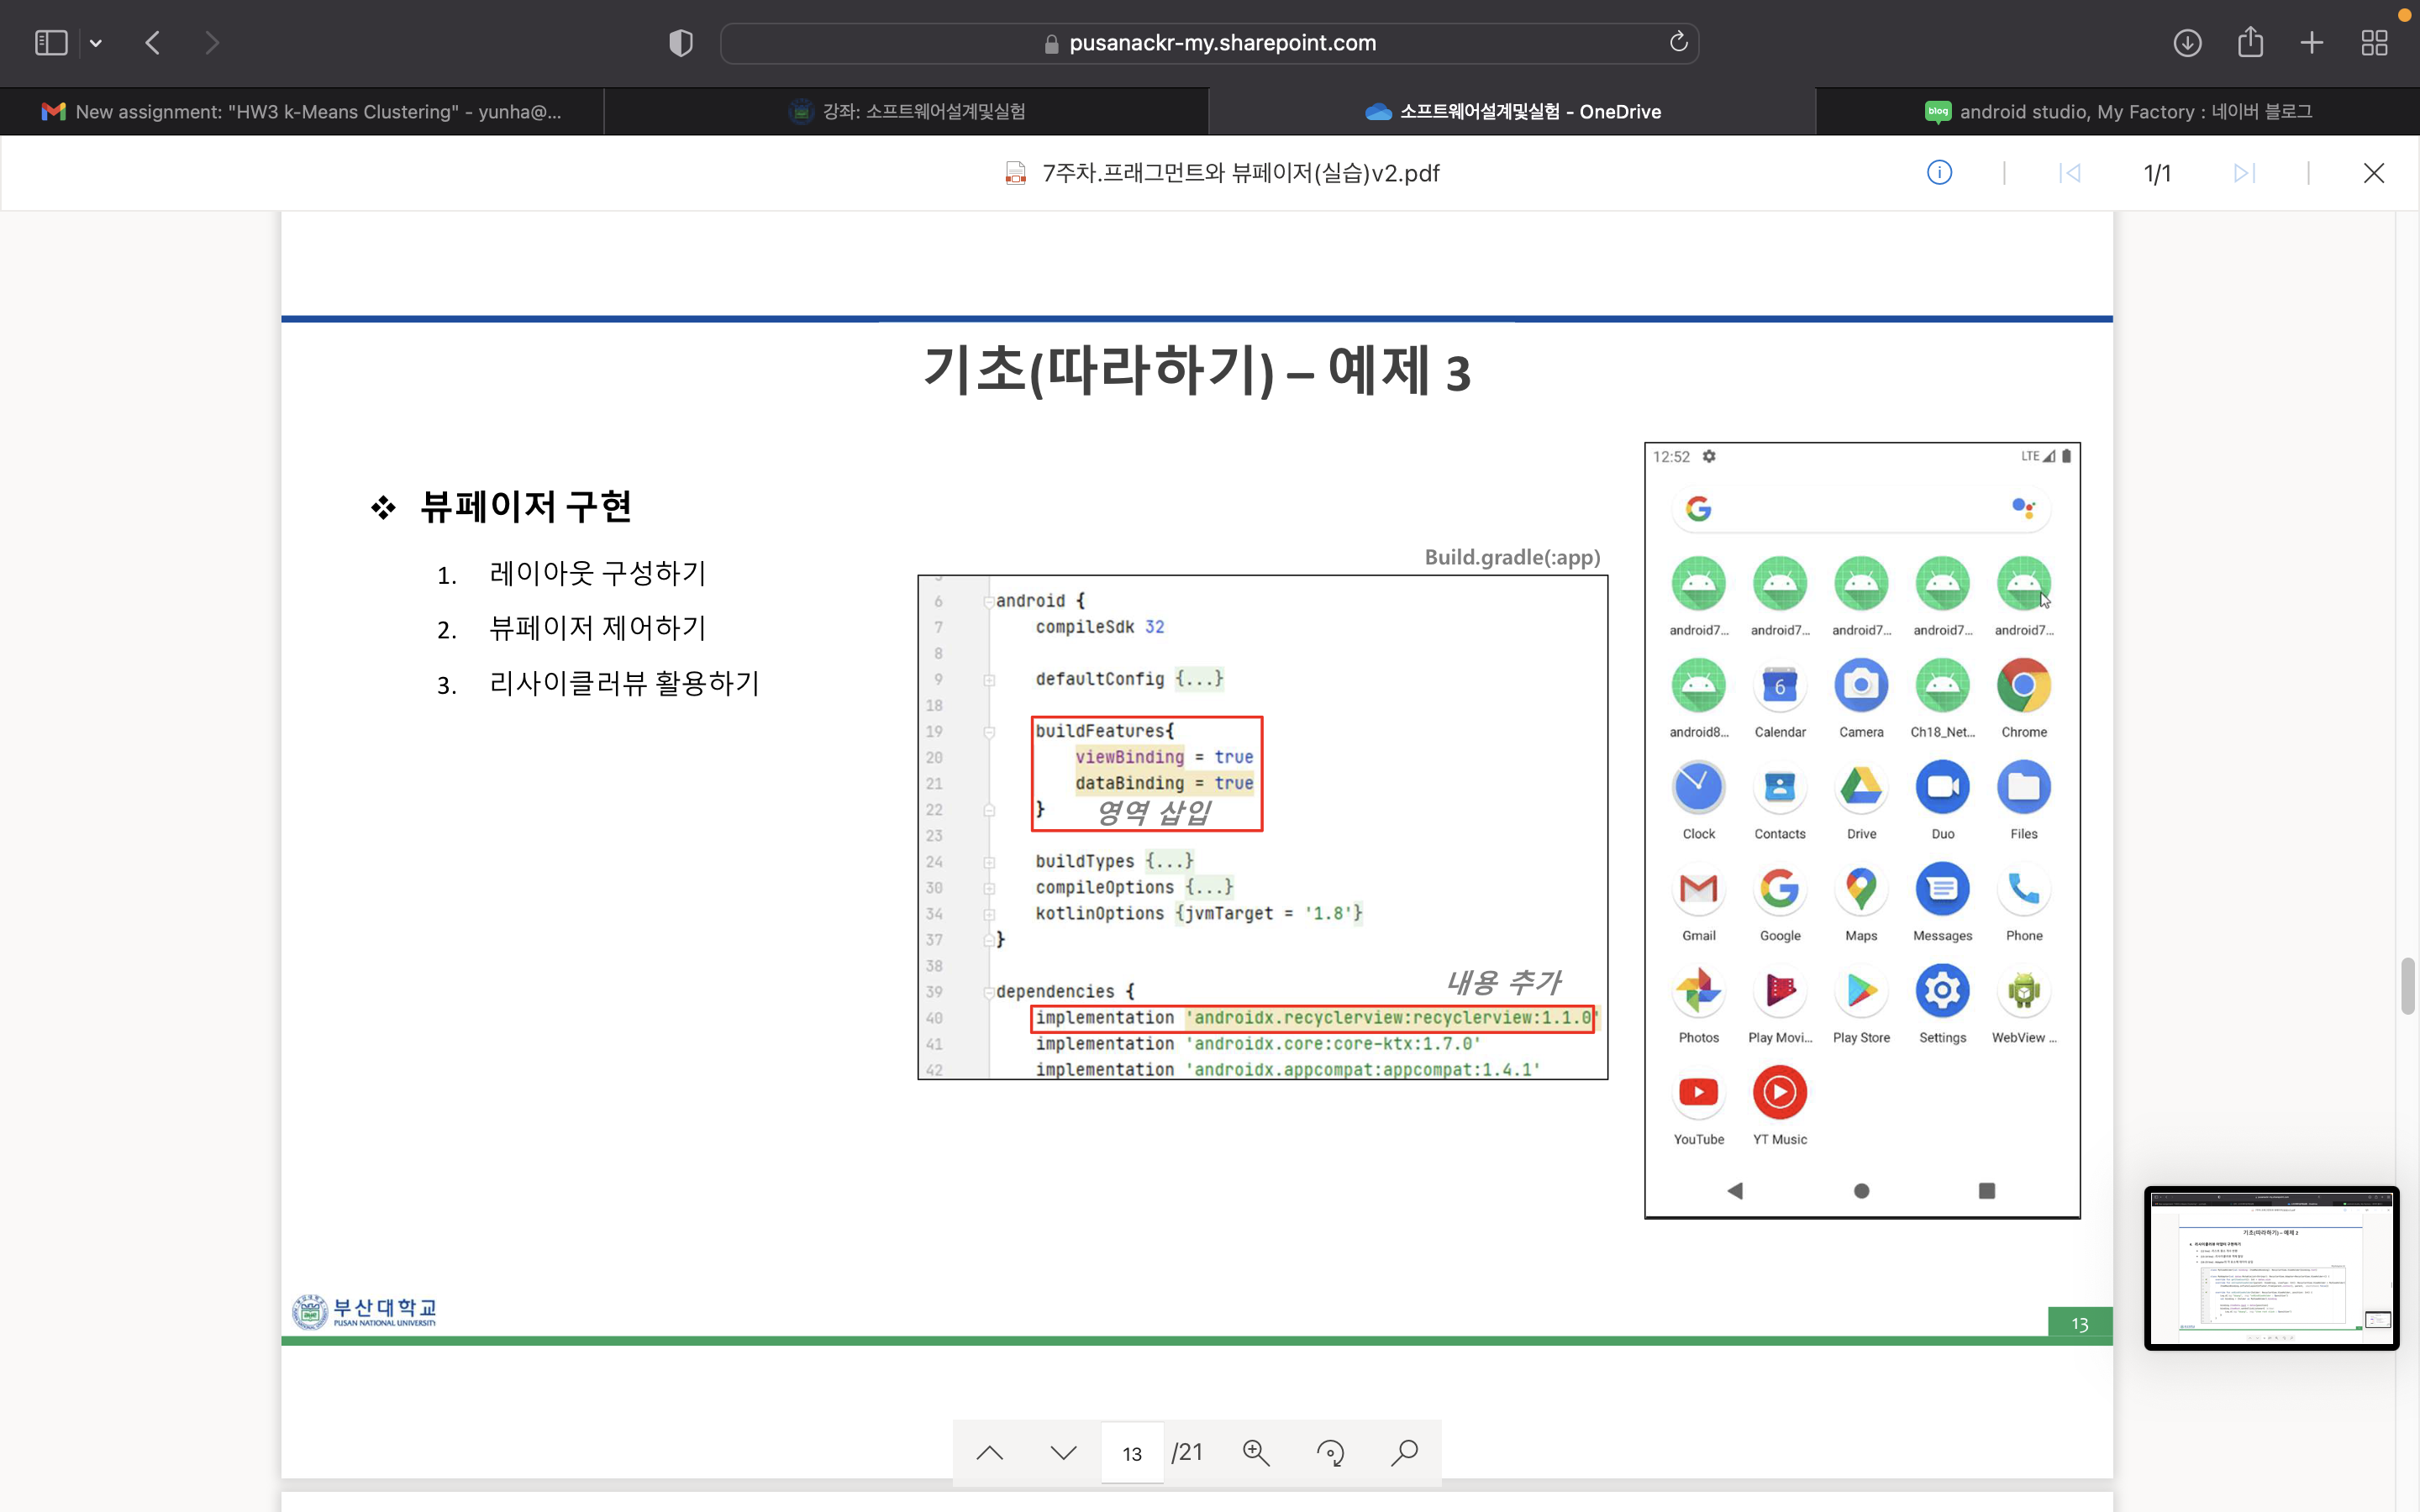 pusanackr-my.sharepoint.com
New assignment: "HW3 k-Means Clustering" - yunha@...
강좌: 소프트웨어설계및실험
소프트웨어설계및실험 - OneDrive
blog
android studio, My Factory : 네이버 블로그
7주차.프래그먼트와 뷰페이저(실습)v2.pdf
1/1
기초(따라하기) – 예제 3
❖ 뷰페이저 구현
1. 레이아웃 구성하기
2. 뷰페이저 제어하기
3. 리사이클러뷰 활용하기
Build.gradle(:app)
6 android {
7 compileSdk 32
8
9 defaultConfig {...}
18
19 buildFeatures{
20 viewBinding = true
21 dataBinding = true
22 }
영역 삽입
23
24 buildTypes {...}
30 compileOptions {...}
34 kotlinOptions {jvmTarget = '1.8'}
37 }
38
내용 추가
39 dependencies {
40 implementation 'androidx.recyclerview:recyclerview:1.1.0'
41 implementation 'androidx.core:core-ktx:1.7.0'
42 implementation 'androidx.appcompat:appcompat:1.4.1'
12:52 LTE
android7... android7... android7... android7... android7...
6
android8... Calendar Camera Ch18_Net... Chrome
Clock Contacts Drive Duo Files
Gmail Google Maps Messages Phone
Photos Play Movi... Play Store Settings WebView ...
YouTube YT Music
부산대학교
PUSAN NATIONAL UNIVERSITY
13
기초(따라하기) – 예제 2
13 /21